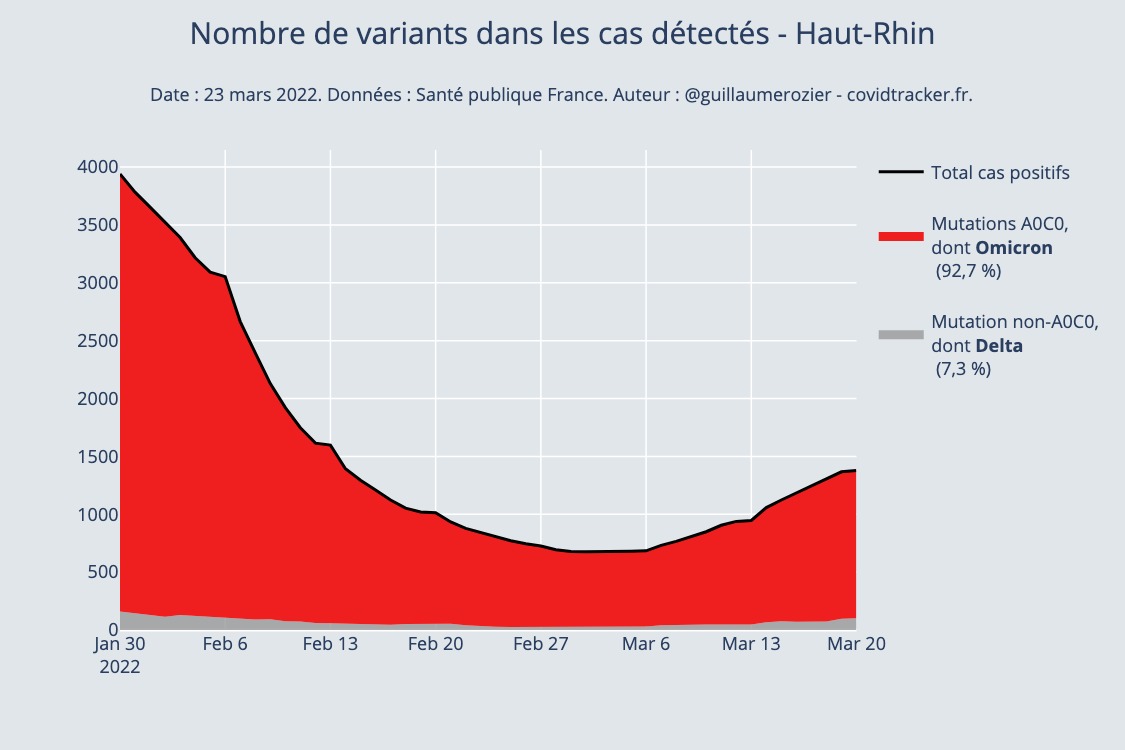 Nombre de variants dans les cas détectés - Haut-Rhin
Date : 23 mars 2022. Données : Santé publique France. Auteur : @guillaumerozier - covidtracker.fr.
4000
3500
3000
2500
2000
1500
1000
500
0
Jan 30
2022
Feb 6
Feb 13
Feb 20
Feb 27
Mar 6
Mar 13
Mar 20
Total cas positifs
Mutations A0C0,
dont Omicron
(92,7 %)
Mutation non-A0C0,
dont Delta
(7,3 %)